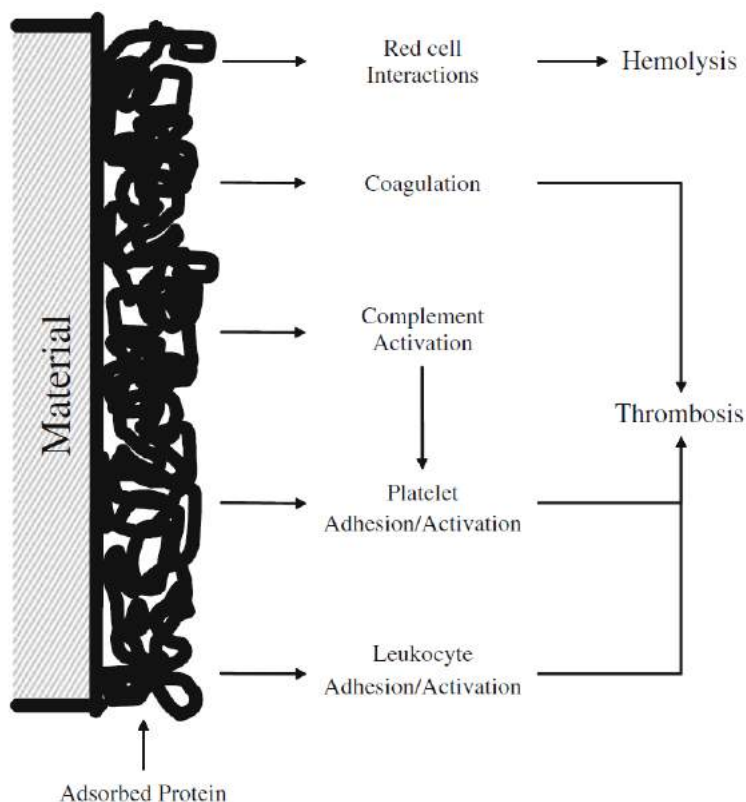 Red cell
Interactions
Hemolysis
Coagulation
Material
Complement
Activation
Thrombosis
Platelet
Adhesion/Activation
Leukocyte
Adhesion/Activation
Adsorbed Protein